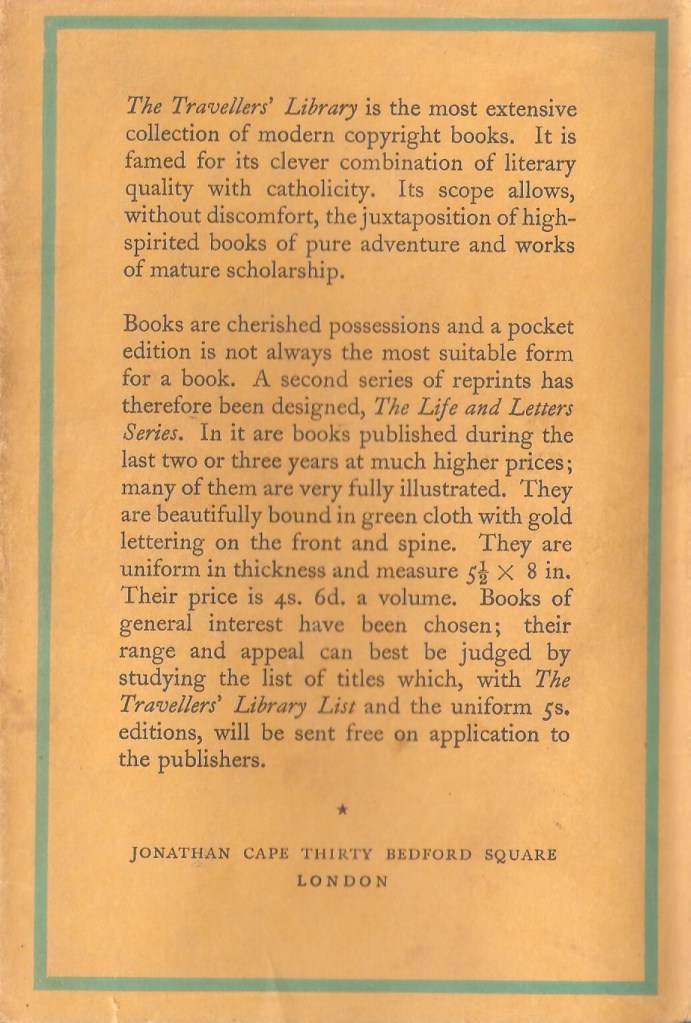 The Travellers' Library is the most extensive
collection of modern copyright books. It is
famed for its clever combination of literary
quality with catholicity. Its scope allows,
without discomfort, the juxtaposition of high-
spirited books of pure adventure and works
of mature scholarship.
Books are cherished possessions and a pocket
edition is not always the most suitable form
for a book. A second series of reprints has
therefore been designed, The Life and Letters
Series. In it are books published during the
last two or three years at much higher prices;
many of them are very fully illustrated. They
are beautifully bound in green cloth with gold
lettering on the front and spine. They are
uniform in thickness and measure 5½ × 8 in.
Their price is 4s. 6d. a volume. Books of
general interest have been chosen; their
range and appeal can best be judged by
studying the list of titles which, with The
Travellers' Library List and the uniform 5s.
editions, will be sent free on application to
the publishers.
★
JONATHAN CAPE THIRTY BEDFORD SQUARE
LONDON